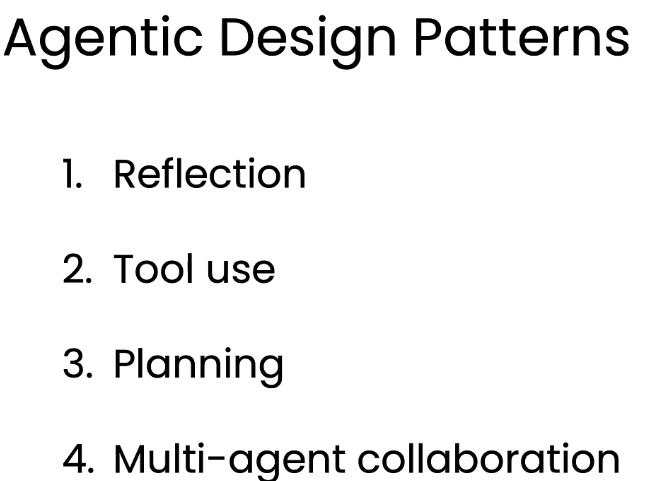 Agentic Design Patterns
1. Reflection
2. Tool use
3. Planning
4. Multi-agent collaboration